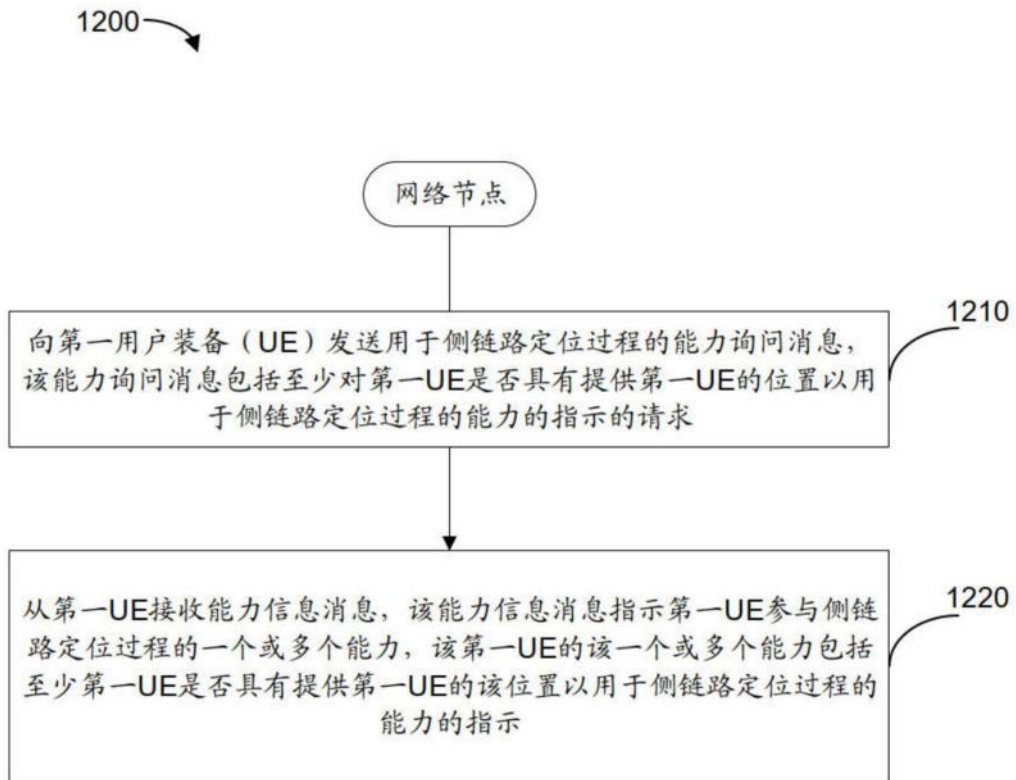 1200
网络节点
1210
向第一用户装备（UE）发送用于侧链路定位过程的能力询问消息，
该能力询问消息包括至少对第一UE是否具有提供第一UE的位置以用
于侧链路定位过程的能力的指示的请求
1220
从第一UE接收能力信息消息，该能力信息消息指示第一UE参与侧链
路定位过程的一个或多个能力，该第一UE的该一个或多个能力包括
至少第一UE是否具有提供第一UE的该位置以用于侧链路定位过程的
能力的指示